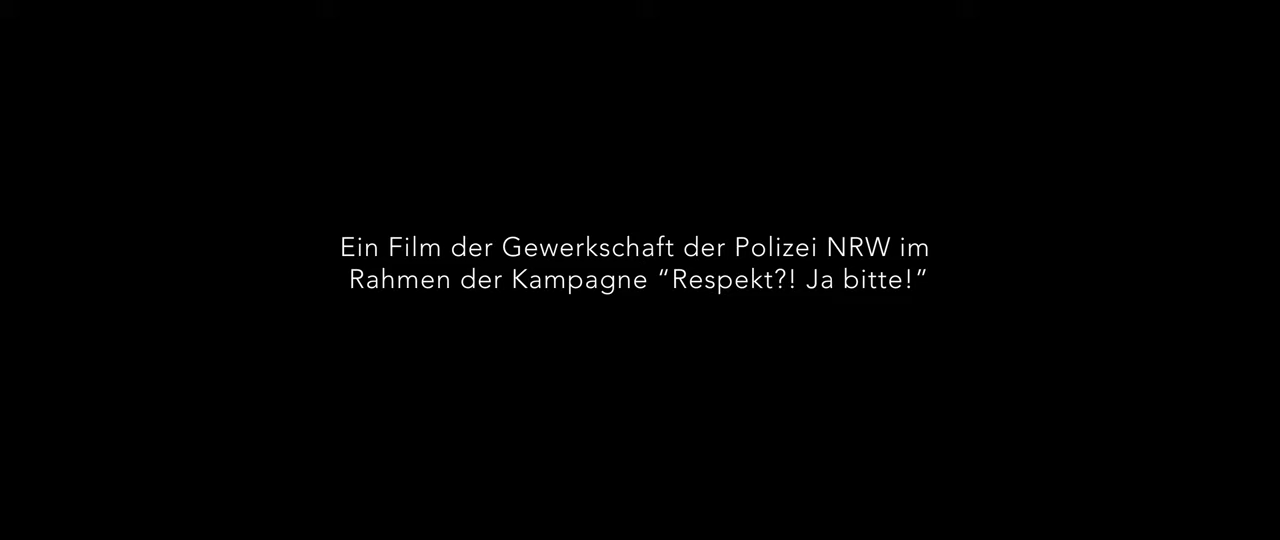 Ein Film der Gewerkschaft der Polizei NRW im
Rahmen der Kampagne “Respekt?! Ja bitte!”